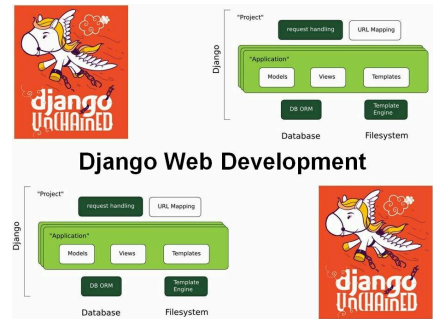 django
UNCHAINED
Django
"Project"
request handling
URL Mapping
"Application"
Models
Views
Templates
DB ORM
Template
Engine
Database
Filesystem
Django Web Development
Django
"Project"
request handling
URL Mapping
"Application"
Models
Views
Templates
DB ORM
Template
Engine
Database
Filesystem
django
UNCHAINED